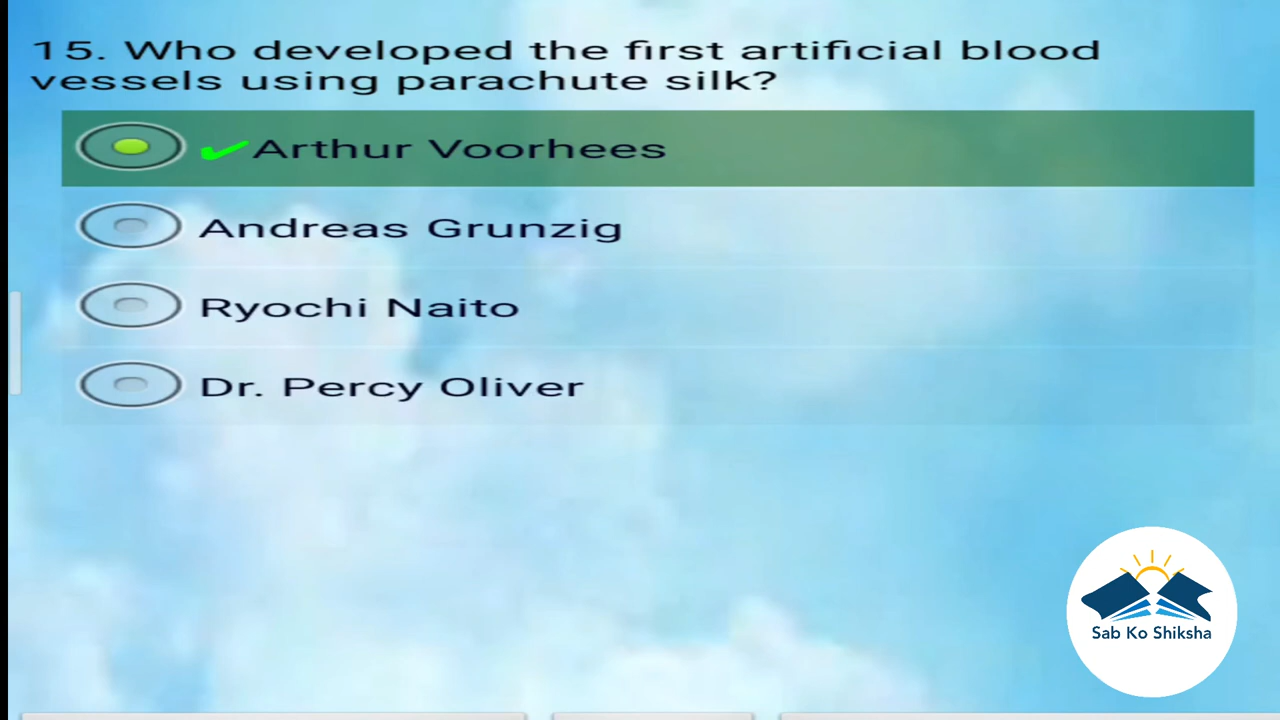 15. Who developed the first artificial blood
vessels using parachute silk?
Arthur Voorhees
Andreas Grunzig
Ryochi Naito
Dr. Percy Oliver
Sab Ko Shiksha